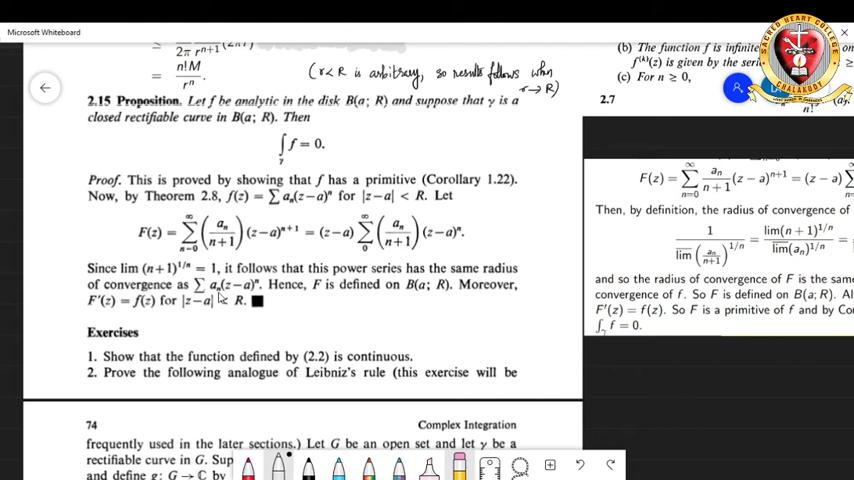 Microsoft Whiteboard
2π r^{n+1}
= n!M / r^n.
(r < R is arbitrary, so results follows when r → R)
2.15 Proposition. Let f be analytic in the disk B(a; R) and suppose that γ is a
closed rectifiable curve in B(a; R). Then
∫_γ f = 0.
Proof. This is proved by showing that f has a primitive (Corollary 1.22).
Now, by Theorem 2.8, f(z) = ∑ a_n(z−a)^n for |z−a| < R. Let
F(z) = ∑_{n=0}^{∞} (a_n/(n+1)) (z−a)^{n+1} = (z−a) ∑_{0}^{∞} (a_n/(n+1)) (z−a)^n.
Since lim (n+1)^{1/n} = 1, it follows that this power series has the same radius
of convergence as ∑ a_n(z−a)^n. Hence, F is defined on B(a; R). Moreover,
F′(z) = f(z) for |z−a| < R. ■
Exercises
1. Show that the function defined by (2.2) is continuous.
2. Prove the following analogue of Leibniz's rule (this exercise will be
74 Complex Integration
frequently used in the later sections.) Let G be an open set and let γ be a
rectifiable curve in G. Sup
and define g: G → ℂ by
(b) The function f is infinite
f^{(k)}(z) is given by the seri
(c) For n ≥ 0,
2.7
n!
SACRED HEART COLLEGE
CHALAKUDY
F(z) = ∑_{n=0}^{∞} a_n/(n+1) (z − a)^{n+1} = (z − a)
Then, by definition, the radius of convergence of
1 / lim (a_n/(n+1))^{1/n} = lim(n + 1)^{1/n} / lim(a_n)^{1/n} =
and so the radius of convergence of F is the same
convergence of f. So F is defined on B(a; R). Al
F′(z) = f(z). So F is a primitive of f and by Co
∫_γ f = 0.